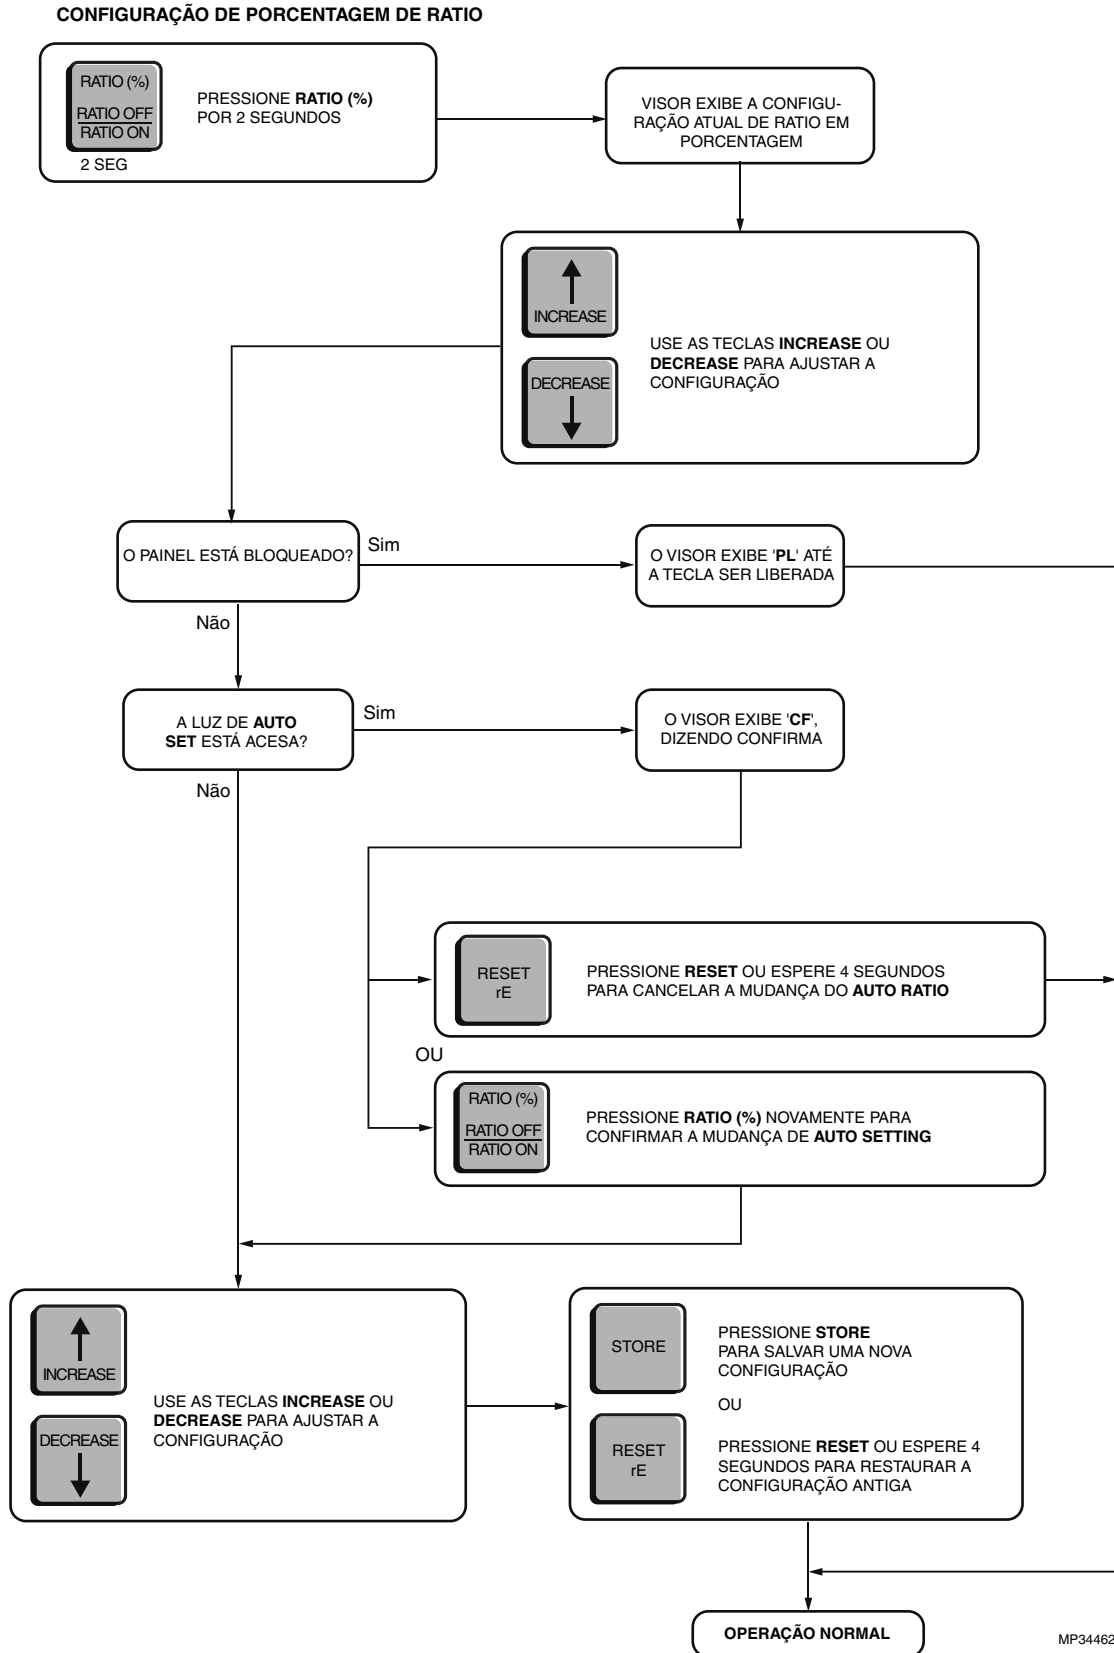 CONFIGURAÇÃO DE PORCENTAGEM DE RATIO
RATIO (%)
RATIO OFF
RATIO ON
2 SEG
PRESSIONE RATIO (%)
POR 2 SEGUNDOS
VISOR EXIBE A CONFIGU-
RAÇÃO ATUAL DE RATIO EM
PORCENTAGEM
INCREASE
DECREASE
USE AS TECLAS INCREASE OU
DECREASE PARA AJUSTAR A
CONFIGURAÇÃO
O PAINEL ESTÁ BLOQUEADO?
Sim
O VISOR EXIBE 'PL' ATÉ
A TECLA SER LIBERADA
Não
A LUZ DE AUTO
SET ESTÁ ACESA?
Sim
O VISOR EXIBE 'CF',
DIZENDO CONFIRMA
Não
RESET
rE
PRESSIONE RESET OU ESPERE 4 SEGUNDOS
PARA CANCELAR A MUDANÇA DO AUTO RATIO
OU
RATIO (%)
RATIO OFF
RATIO ON
PRESSIONE RATIO (%) NOVAMENTE PARA
CONFIRMAR A MUDANÇA DE AUTO SETTING
INCREASE
DECREASE
USE AS TECLAS INCREASE OU
DECREASE PARA AJUSTAR A
CONFIGURAÇÃO
STORE
PRESSIONE STORE
PARA SALVAR UMA NOVA
CONFIGURAÇÃO
OU
RESET
rE
PRESSIONE RESET OU ESPERE 4
SEGUNDOS PARA RESTAURAR A
CONFIGURAÇÃO ANTIGA
OPERAÇÃO NORMAL
MP34462